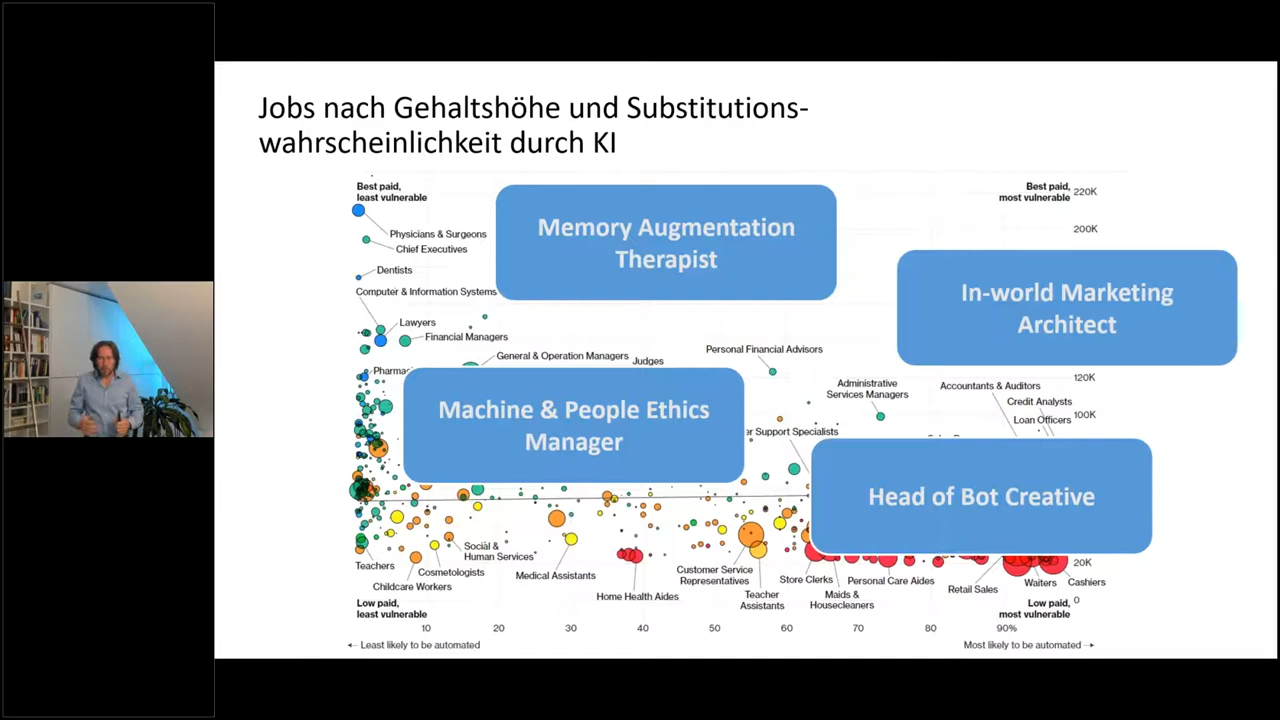 Jobs nach Gehaltshöhe und Substitutions-
wahrscheinlichkeit durch KI
Best paid,
least vulnerable
Best paid,
most vulnerable
220K
200K
Physicians & Surgeons
Chief Executives
Dentists
Computer & Information Systems
Lawyers
Financial Managers
General & Operation Managers
Judges
Memory Augmentation
Therapist
In-world Marketing
Architect
Personal Financial Advisors
Administrative
Services Managers
Accountants & Auditors
120K
Credit Analysts
100K
Loan Officers
Machine & People Ethics
Manager
Support Specialists
Head of Bot Creative
Teachers
Childcare Workers
Cosmetologists
Social &
Human Services
Medical Assistants
Home Health Aides
Customer Service
Representatives
Teacher
Assistants
Store Clerks
Maids &
Housecleaners
Personal Care Aides
Retail Sales
Waiters
Cashiers
20K
0
Low paid,
least vulnerable
Low paid,
most vulnerable
10 20 30 40 50 60 70 80 90%
← Least likely to be automated
Most likely to be automated →